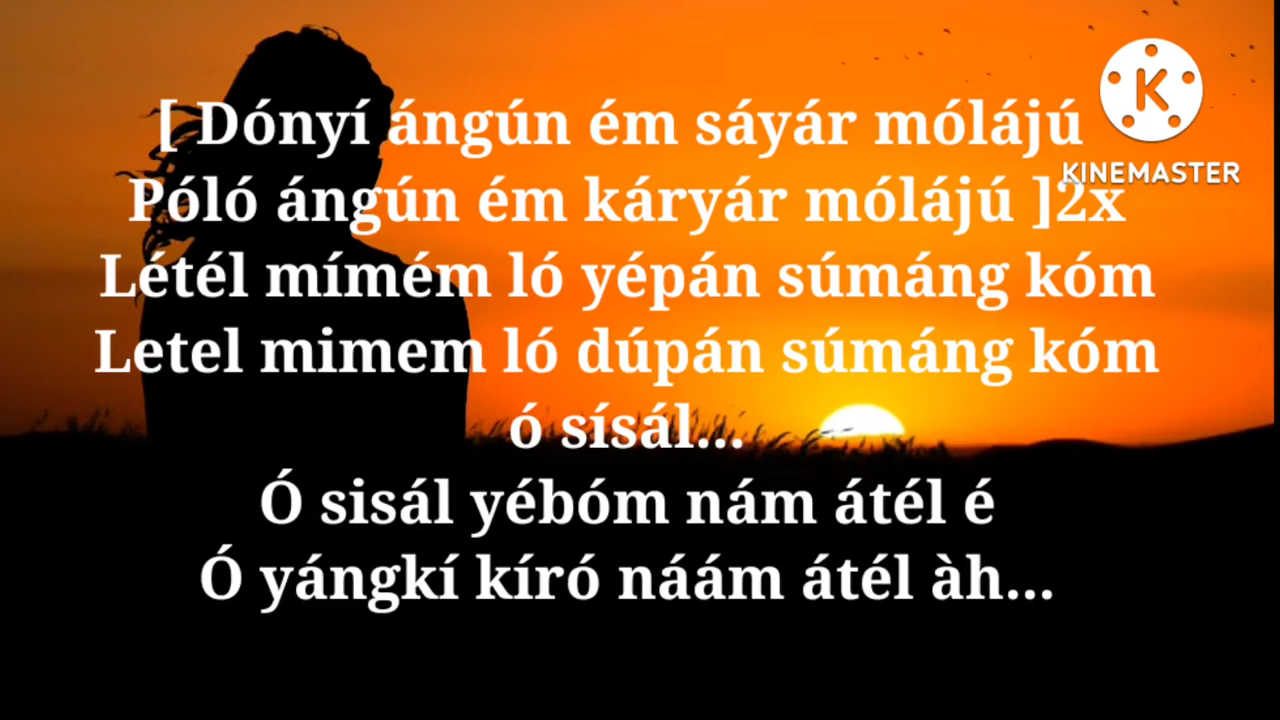 [ Dónyí ángún ém sáyár mólájú
Póló ángún ém káryár mólájú ]2x
Létél mímém ló yépán súmáng kóm
Letel mimem ló dúpán súmáng kóm
ó sísál...
Ó sisál yébóm nám átél é
Ó yángkí kíró náám átél àh...
K
KINEMASTER